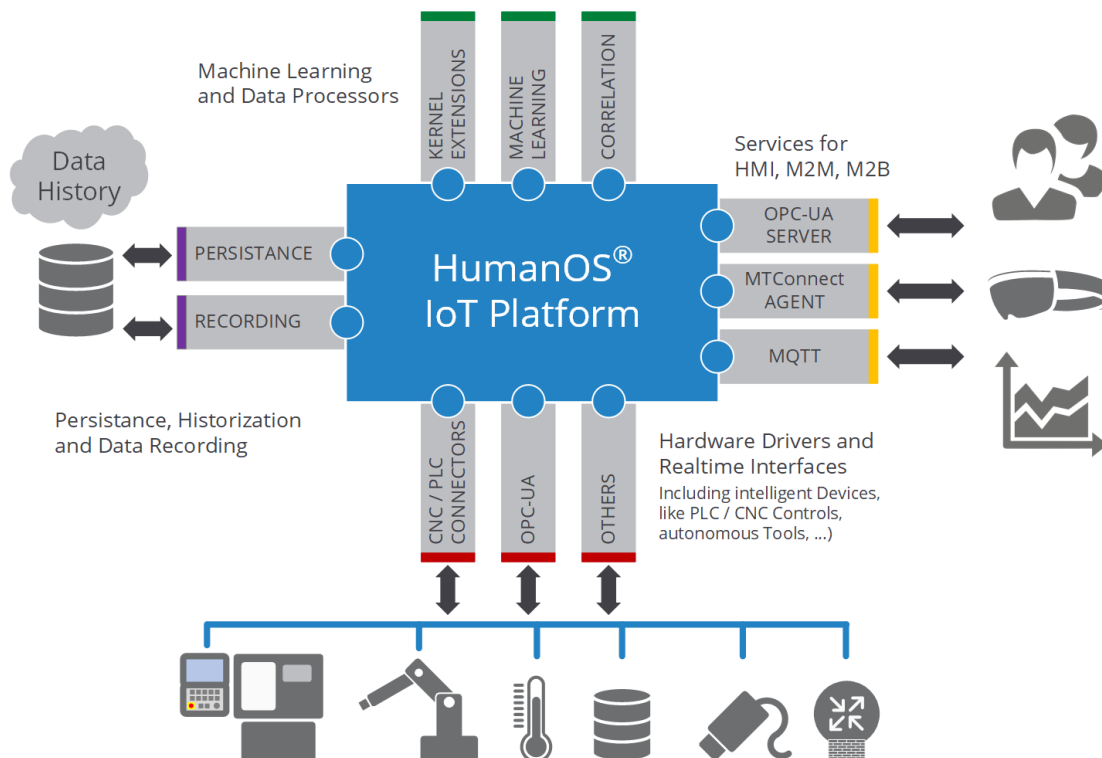 Machine Learning
and Data Processors
KERNEL
EXTENSIONS
MACHINE
LEARNING
CORRELATION
Data
History
Services for
HMI, M2M, M2B
PERSISTANCE
RECORDING
HumanOS®
IoT Platform
OPC-UA
SERVER
MTConnect
AGENT
MQTT
Persistance, Historization
and Data Recording
CNC / PLC
CONNECTORS
OPC-UA
OTHERS
Hardware Drivers and
Realtime Interfaces
Including intelligent Devices,
like PLC / CNC Controls,
autonomous Tools, ...)